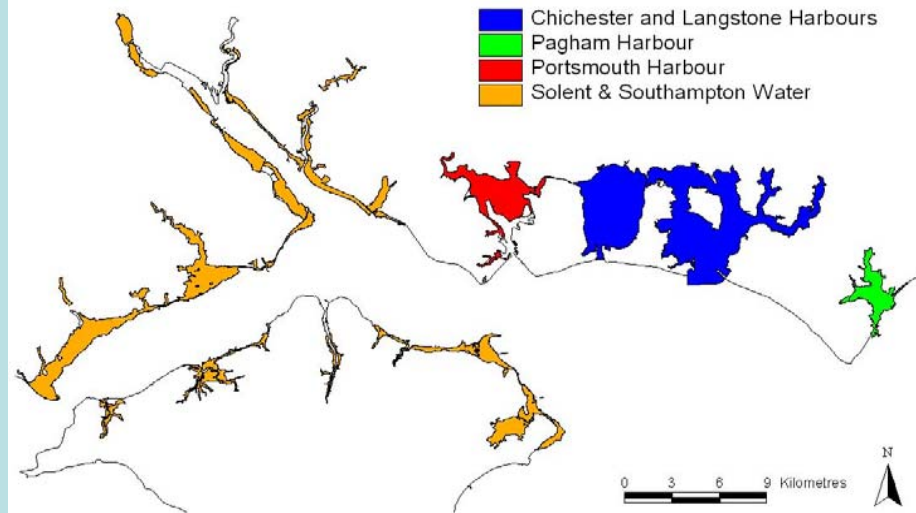 Chichester and Langstone Harbours
Pagham Harbour
Portsmouth Harbour
Solent & Southampton Water
N
0 3 6 9 Kilometres